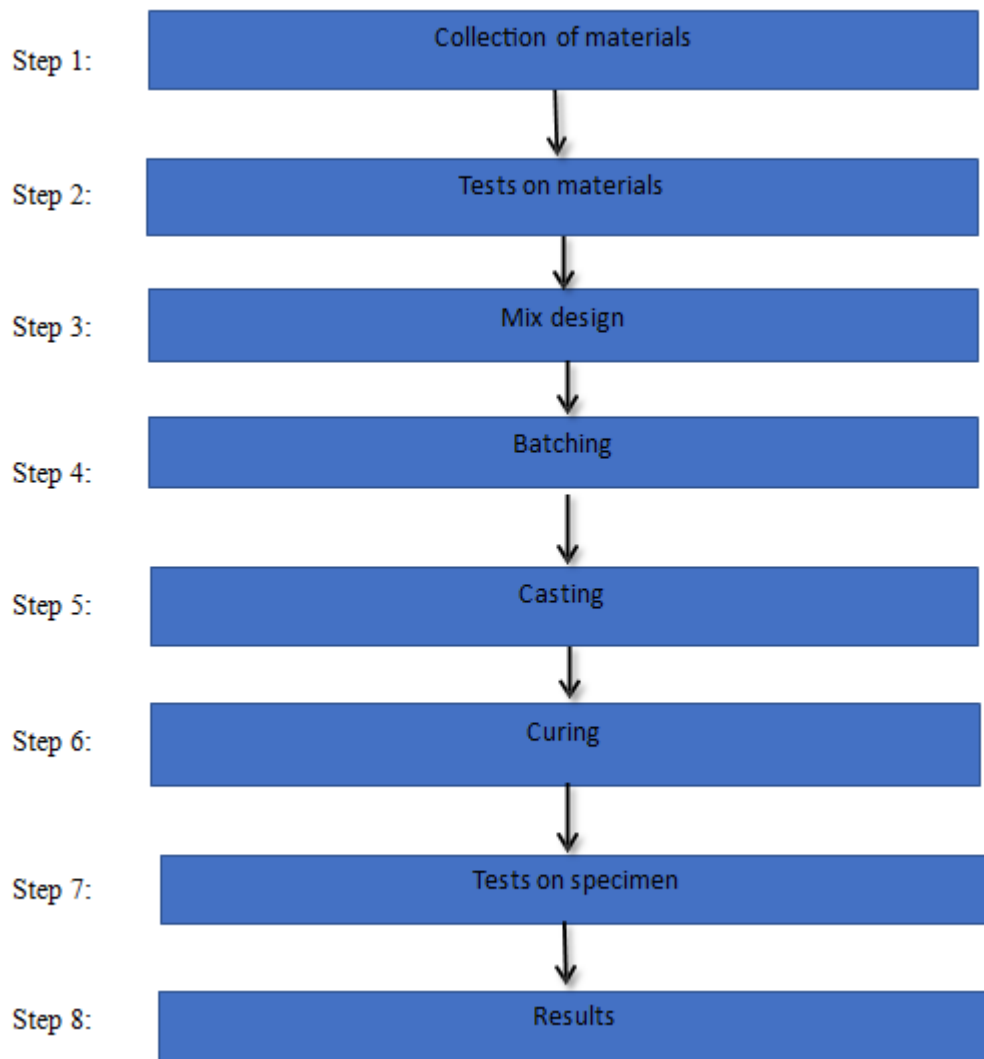 Step 1:
Collection of materials
Step 2:
Tests on materials
Step 3:
Mix design
Step 4:
Batching
Step 5:
Casting
Step 6:
Curing
Step 7:
Tests on specimen
Step 8:
Results